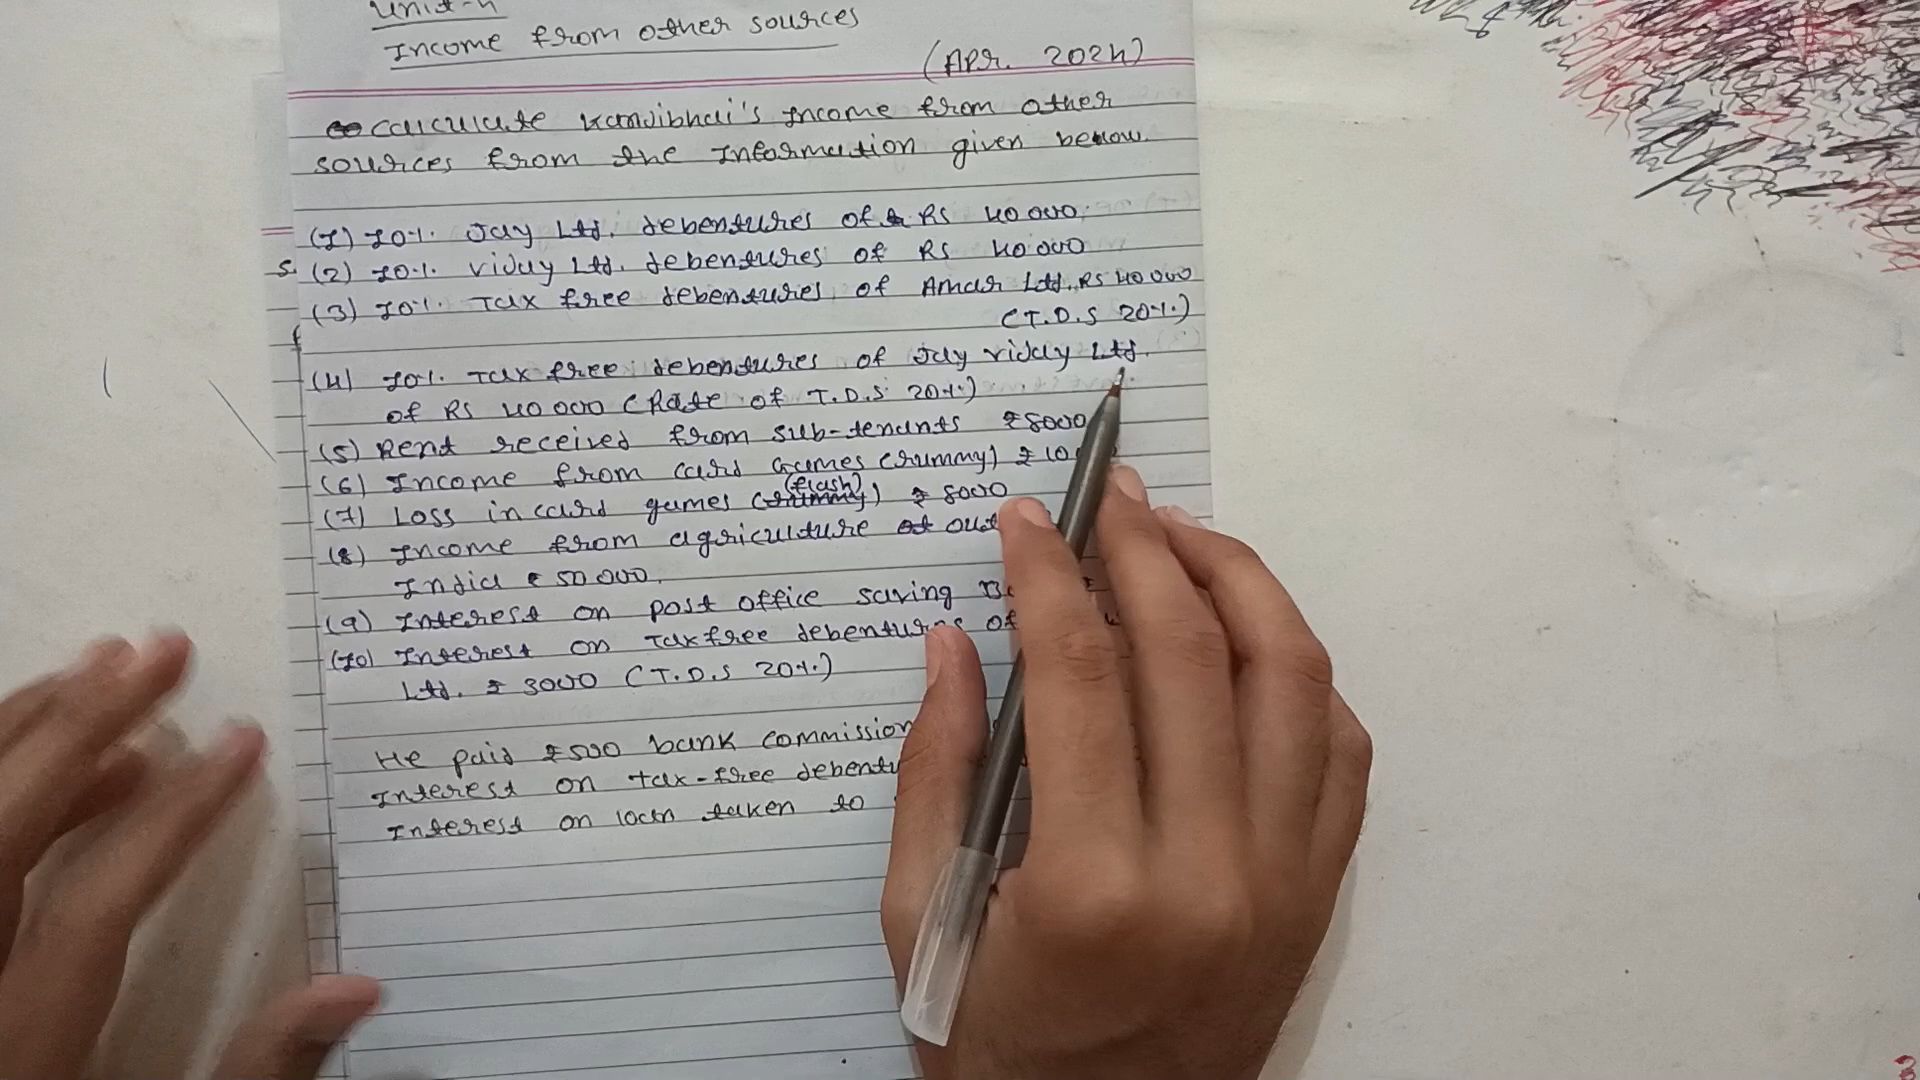 Unit-4
Income from other sources
(Apr. 2024)
calculate Kanjibhai's Income from other
sources from the Information given below.
(1) 10%. Jay Ltd. debentures of Rs 40000.
(2) 10%. Vijay Ltd. debentures of Rs 40000
(3) 10%. Tax free debentures of Amar Ltd. Rs 40000
(T.D.S 20%.)
(4) 10%. Tax free debentures of Jay vijay Ltd.
of Rs 40000 (Rate of T.D.S 20%.)
(5) Rent received from sub-tenants ₹8000
(6) Income from card Games (rummy) ₹
(flash)
(7) Loss in card games (rummy) ₹ 8000
(8) Income from agriculture
India ₹ 50000.
(9) Interest on post office saving
(10) Interest on Taxfree debentures of
Ltd. ₹ 3000 (T.D.S 20%.)
He paid ₹500 bank commission
Interest on tax-free
Interest on loan taken to